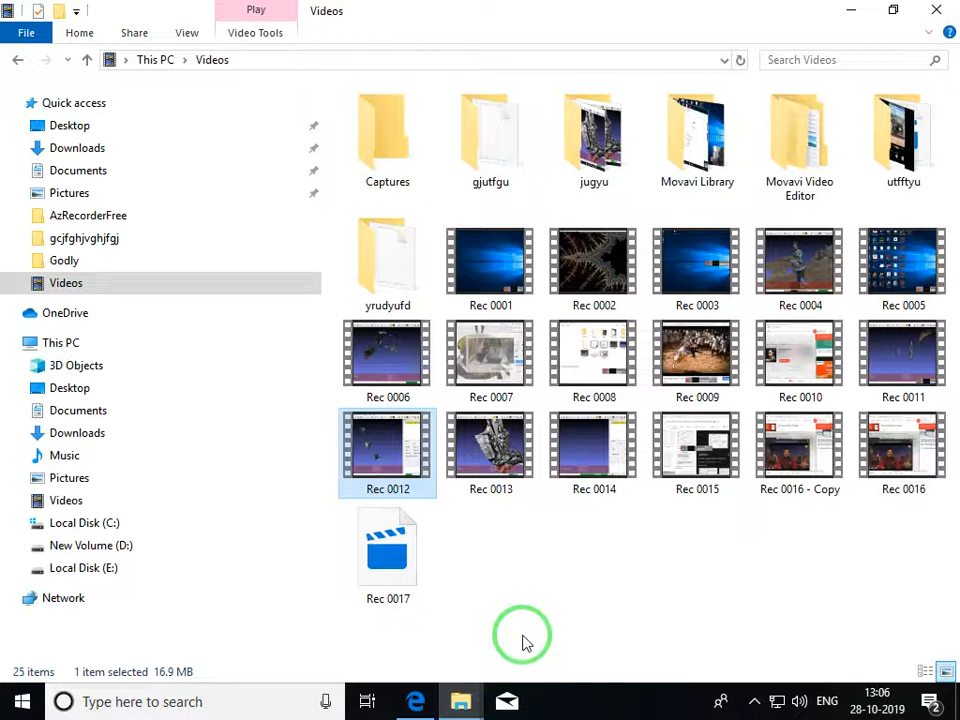 Play
Videos
File
Home
Share
View
Video Tools
This PC
Videos
Search Videos
Quick access
Desktop
Downloads
Documents
Pictures
AzRecorderFree
gcjfghjvghjfgj
Godly
Videos
OneDrive
This PC
3D Objects
Desktop
Documents
Downloads
Music
Pictures
Videos
Local Disk (C:)
New Volume (D:)
Local Disk (E:)
Network
Captures
gjutfgu
jugyu
Movavi Library
Movavi Video
Editor
utfftyu
yrudyufd
Rec 0001
Rec 0002
Rec 0003
Rec 0004
Rec 0005
Rec 0006
Rec 0007
Rec 0008
Rec 0009
Rec 0010
Rec 0011
Rec 0012
Rec 0013
Rec 0014
Rec 0015
Rec 0016 - Copy
Rec 0016
Rec 0017
25 items
1 item selected 16.9 MB
Type here to search
ENG
13:06
28-10-2019
2